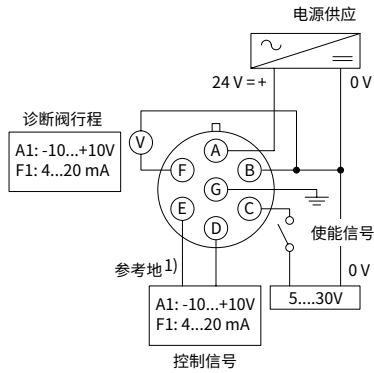 电源供应
24 V = +
0 V
诊断阀行程
A1: -10...+10V
F1: 4...20 mA
V
A
F
B
G
E
C
D
使能信号
参考地1)
0 V
A1: -10...+10V
F1: 4...20 mA
5....30V
控制信号